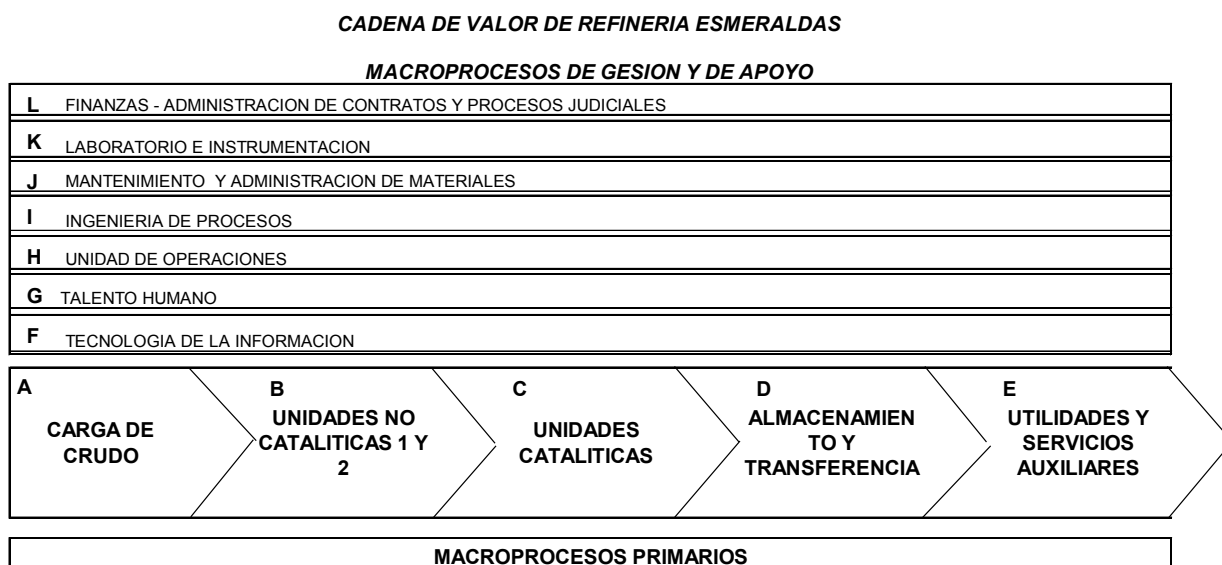 CADENA DE VALOR DE REFINERIA ESMERALDAS
MACROPROCESOS DE GESION Y DE APOYO
L FINANZAS - ADMINISTRACION DE CONTRATOS Y PROCESOS JUDICIALES
K LABORATORIO E INSTRUMENTACION
J MANTENIMIENTO Y ADMINISTRACION DE MATERIALES
I INGENIERIA DE PROCESOS
H UNIDAD DE OPERACIONES
G TALENTO HUMANO
F TECNOLOGIA DE LA INFORMACION
A
CARGA DE
CRUDO
B
UNIDADES NO
CATALITICAS 1 Y
2
C
UNIDADES
CATALITICAS
D
ALMACENAMIEN
TO Y
TRANSFERENCIA
E
UTILIDADES Y
SERVICIOS
AUXILIARES
MACROPROCESOS PRIMARIOS